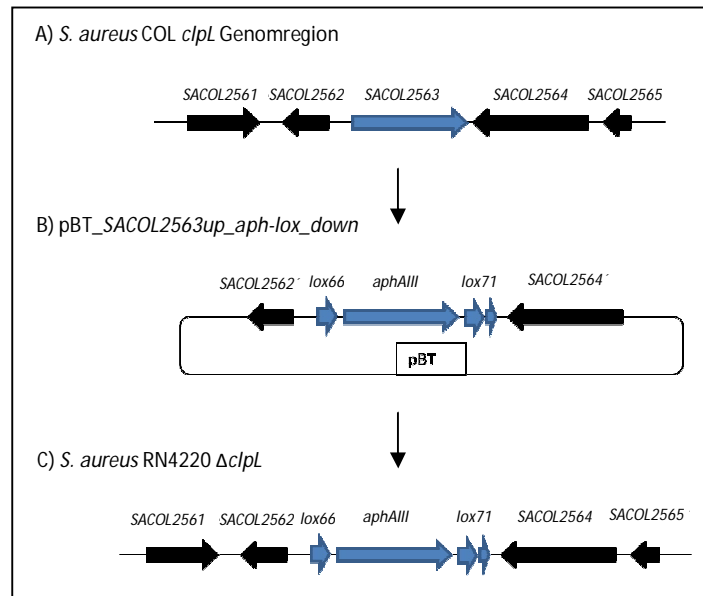 A) S. aureus COL clpL Genomregion
SACOL2561 SACOL2562 SACOL2563 SACOL2564 SACOL2565
B) pBT_SACOL2563up_aph-lox_down
SACOL2562´ lox66 aphAIII lox71 SACOL2564´
pBT
C) S. aureus RN4220 ΔclpL
SACOL2561 SACOL2562 lox66 aphAIII lox71 SACOL2564 SACOL2565